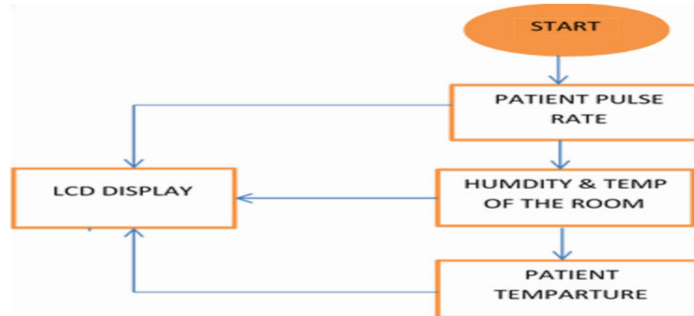 START
PATIENT PULSE
RATE
LCD DISPLAY
HUMDITY & TEMP
OF THE ROOM
PATIENT
TEMPARTURE